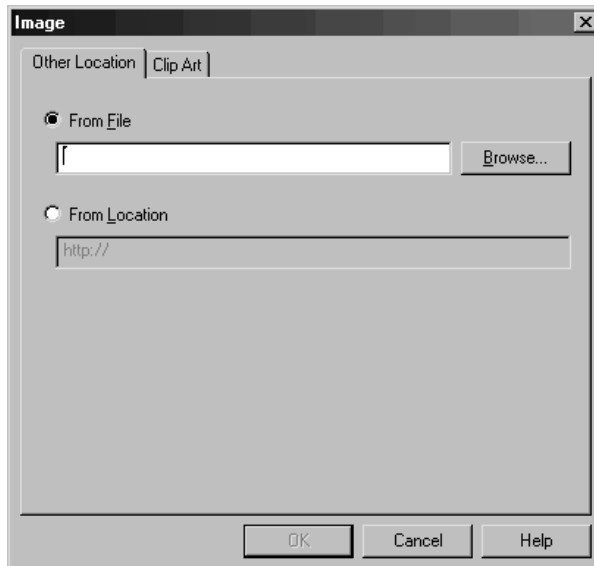 Image
Other Location Clip Art
From File
Browse...
From Location
http://
OK Cancel Help